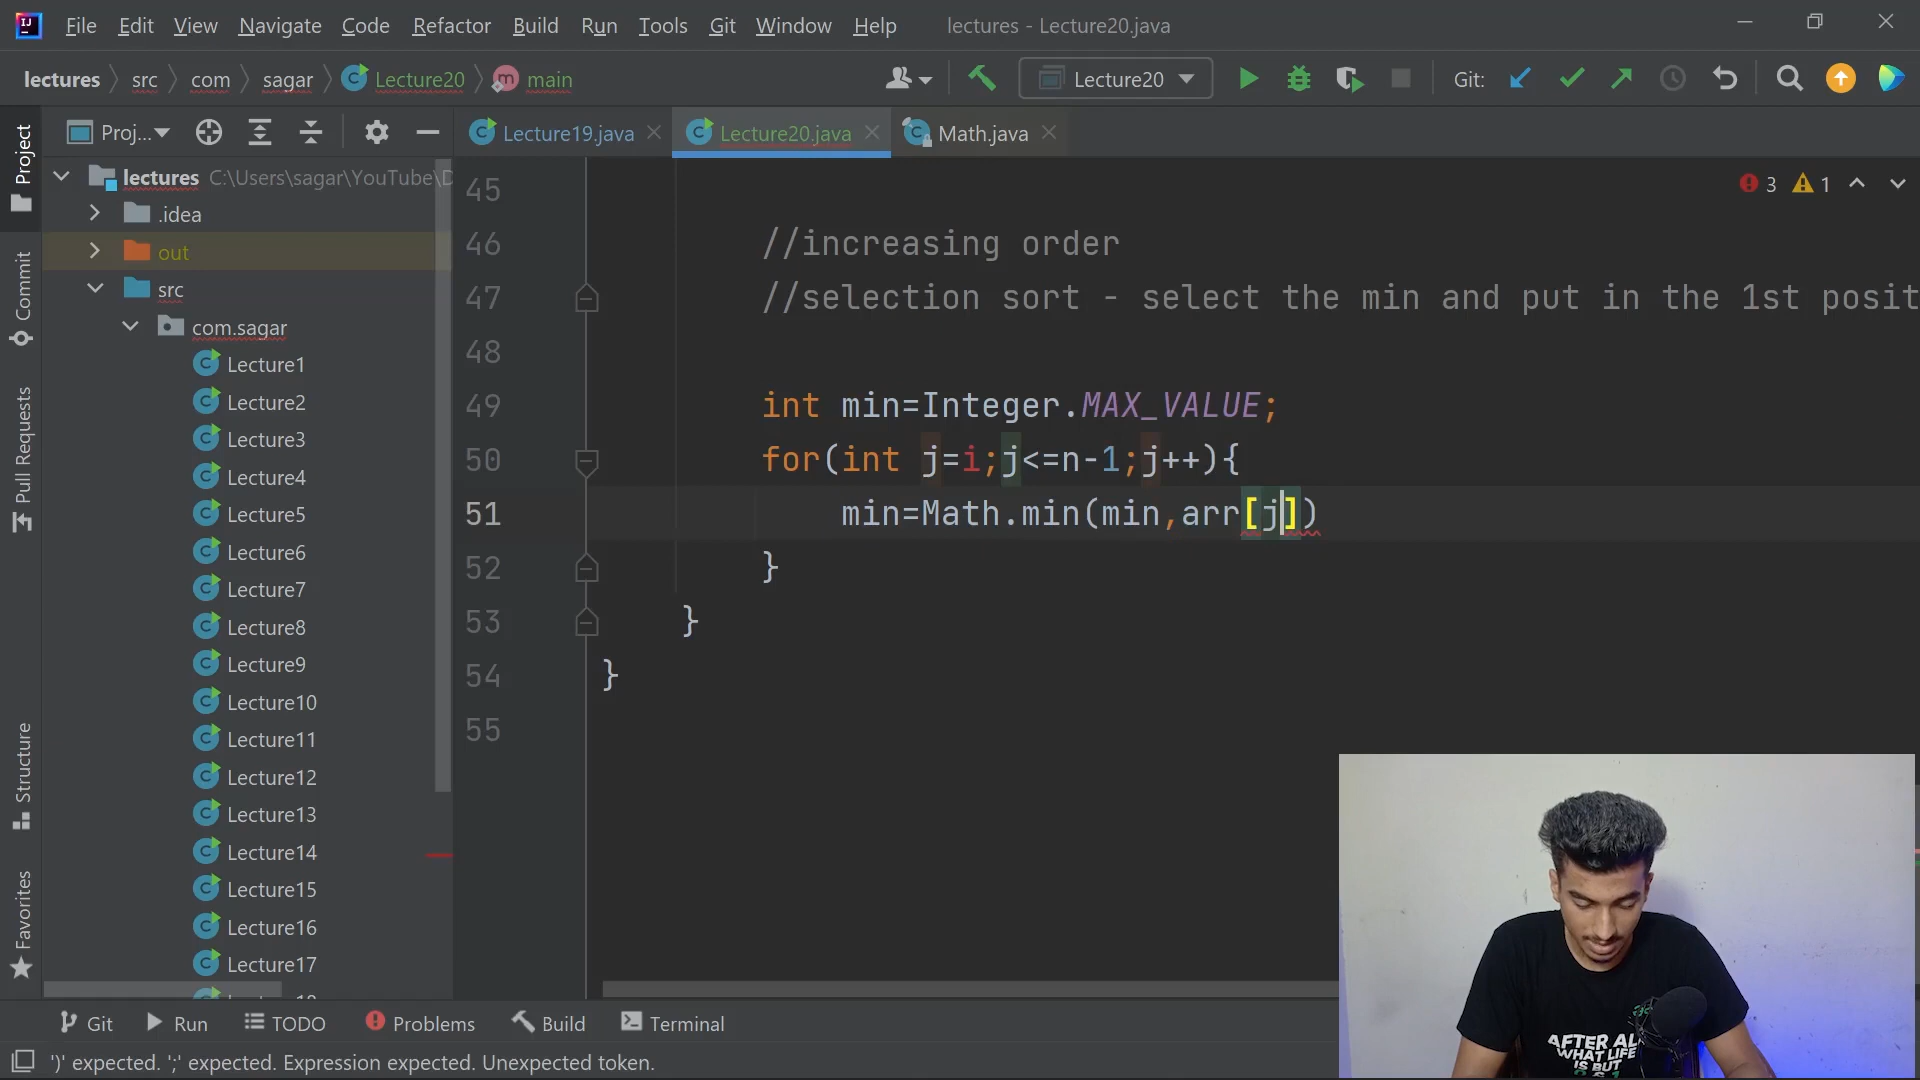 File Edit View Navigate Code Refactor Build Run Tools Git Window Help lectures - Lecture20.java
lectures src com sagar Lecture20 main Lecture20 Git:
Project
Proj...
Lecture19.java Lecture20.java Math.java
lectures C:\Users\sagar\YouTube\D
.idea
out
src
com.sagar
Lecture1
Lecture2
Lecture3
Lecture4
Lecture5
Lecture6
Lecture7
Lecture8
Lecture9
Lecture10
Lecture11
Lecture12
Lecture13
Lecture14
Lecture15
Lecture16
Lecture17
Commit
Pull Requests
Structure
Favorites
3 1
45
46 //increasing order
47 //selection sort - select the min and put in the 1st posit
48
49 int min=Integer.MAX_VALUE;
50 for(int j=i;j<=n-1;j++){
51 min=Math.min(min,arr[j])
52 }
53 }
54 }
55
AFTER AL
WHAT LIFE
IS BUT
Git Run TODO Problems Build Terminal
')' expected. ';' expected. Expression expected. Unexpected token.